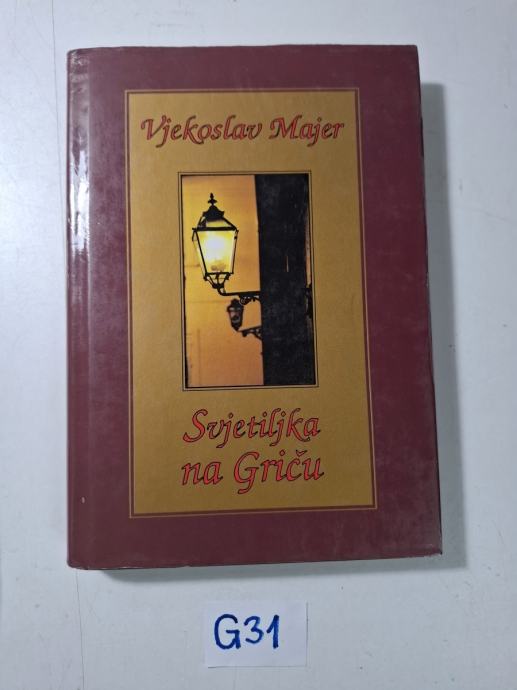 Vjekoslav Majer
Svjetiljka
na Griču
G31